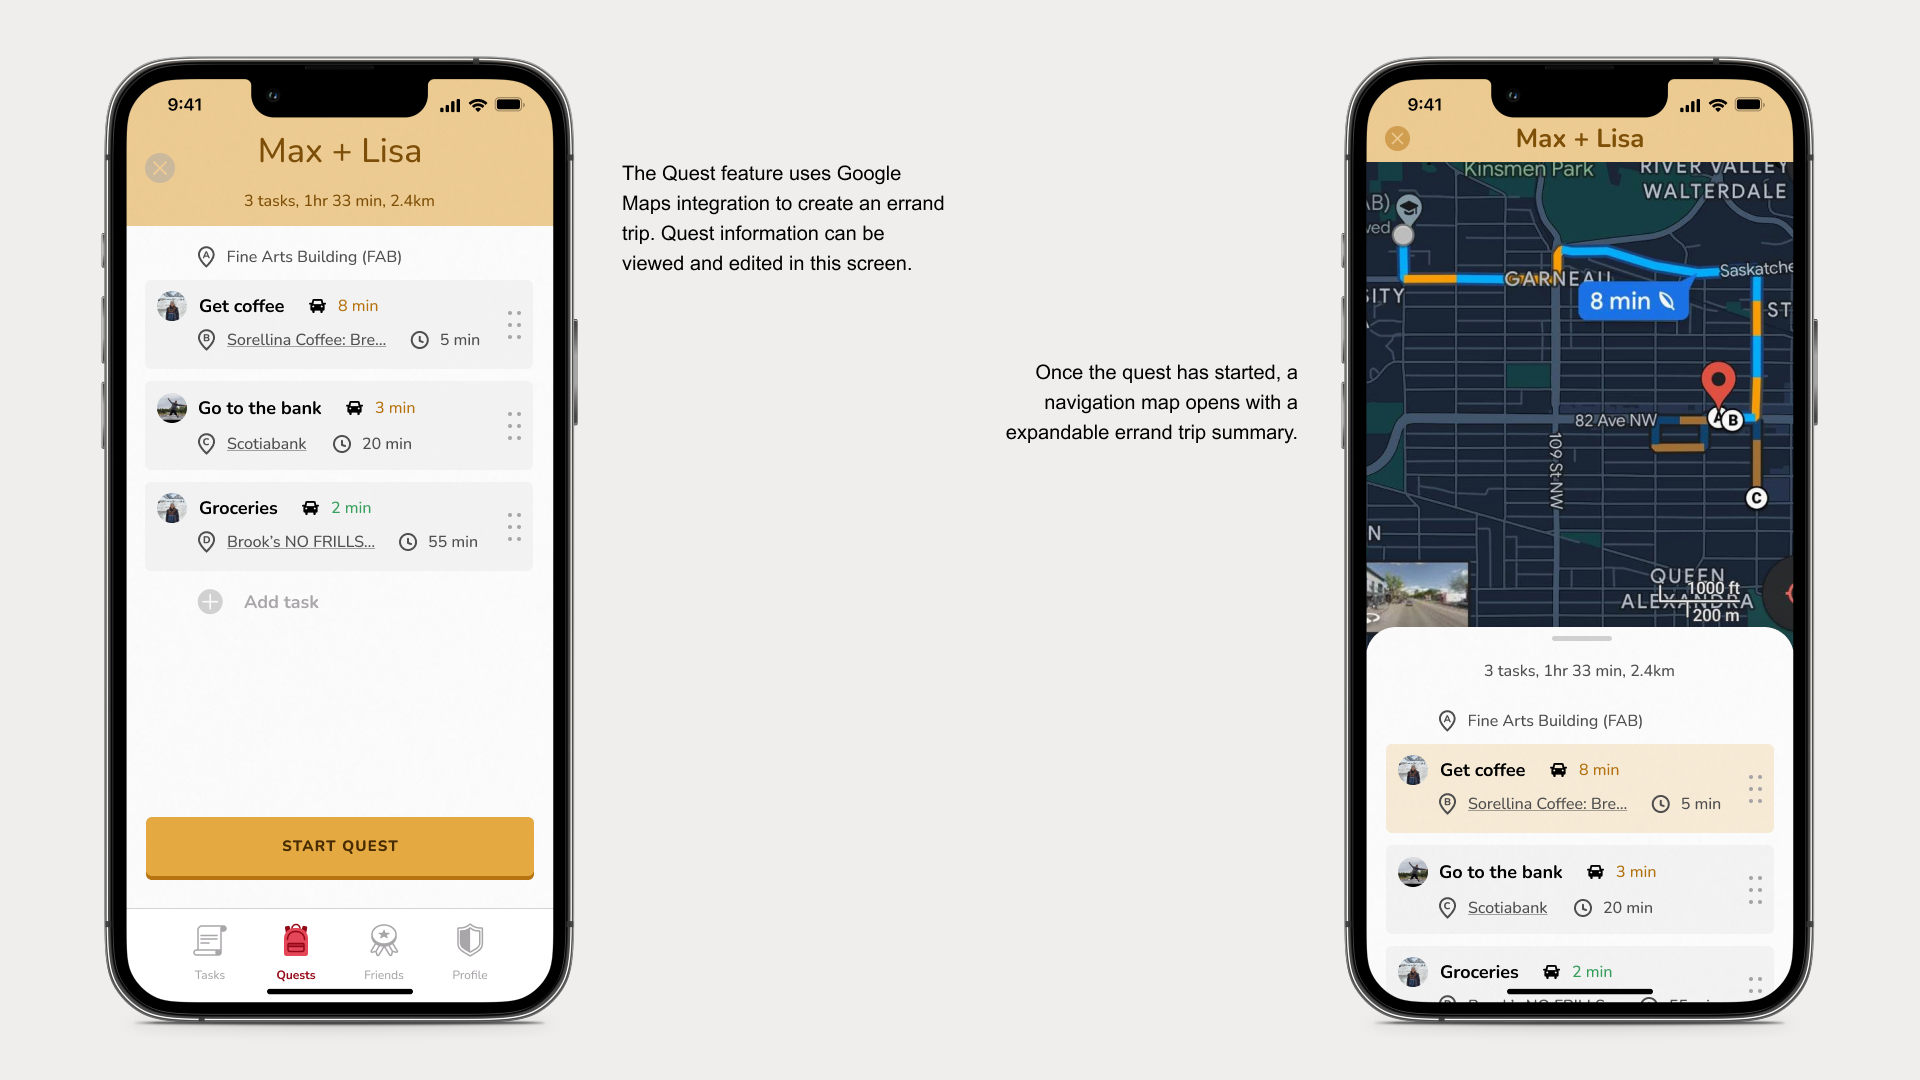 9:41
Max + Lisa
3 tasks, 1hr 33 min, 2.4km
A Fine Arts Building (FAB)
Get coffee 8 min
B Sorellina Coffee: Bre... 5 min
Go to the bank 3 min
C Scotiabank 20 min
Groceries 2 min
D Brook's NO FRILLS... 55 min
Add task
START QUEST
Tasks Quests Friends Profile
The Quest feature uses Google
Maps integration to create an errand
trip. Quest information can be
viewed and edited in this screen.
Once the quest has started, a
navigation map opens with a
expandable errand trip summary.
9:41
Max + Lisa
Kinsmen Park
RIVER VALLEY
WALTERDALE
AB)
ved
Saskatche
GARNEAU
SITY
8 min
ST
82 Ave NW
A B
109 St NW
C
N
QUEEN
ALEXANDRA
1000 ft
200 m
3 tasks, 1hr 33 min, 2.4km
A Fine Arts Building (FAB)
Get coffee 8 min
B Sorellina Coffee: Bre... 5 min
Go to the bank 3 min
C Scotiabank 20 min
Groceries 2 min